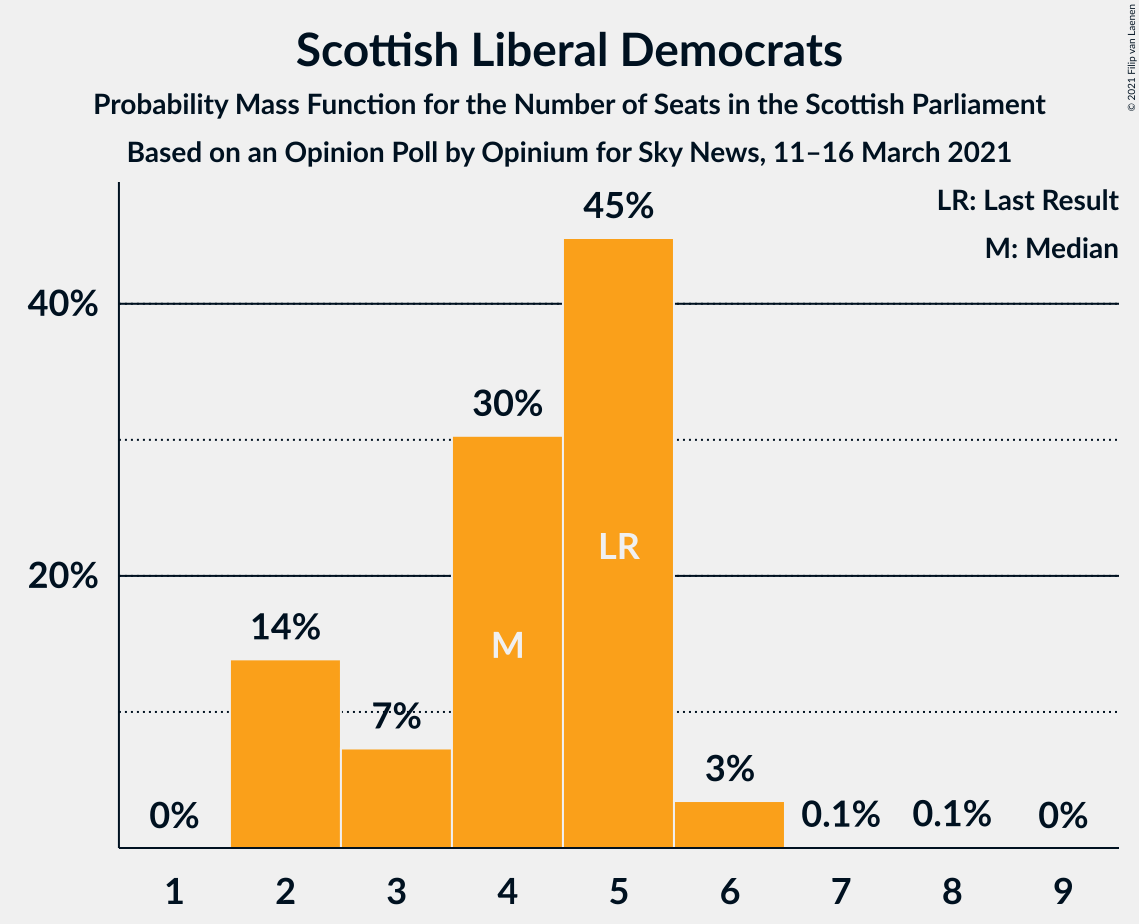 Scottish Liberal Democrats
Probability Mass Function for the Number of Seats in the Scottish Parliament
Based on an Opinion Poll by Opinium for Sky News, 11–16 March 2021
© 2021 Filip van Laenen
LR: Last Result
M: Median
45%
40%
30%
LR
20%
14%
M
7%
3%
0%
0.1%
0.1%
0%
1 2 3 4 5 6 7 8 9